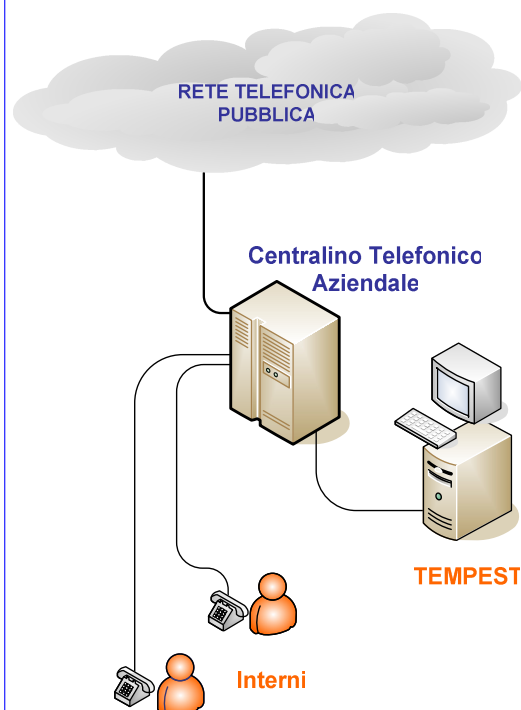 RETE TELEFONICA
PUBBLICA
Centralino Telefonico
Aziendale
TEMPEST
Interni